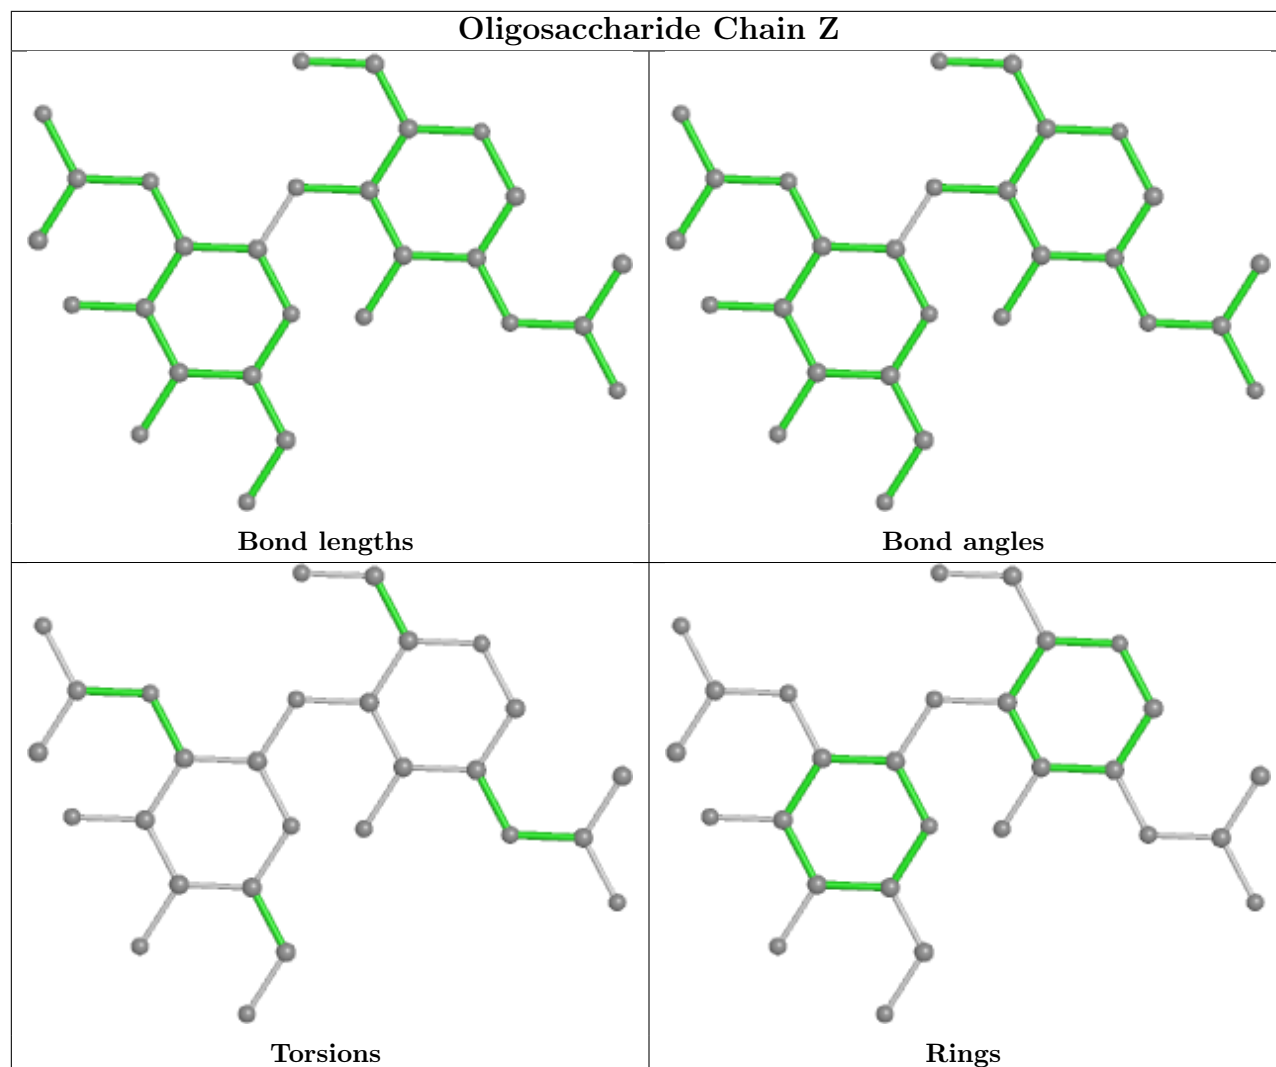 Oligosaccharide Chain Z
Bond lengths
Bond angles
Torsions
Rings